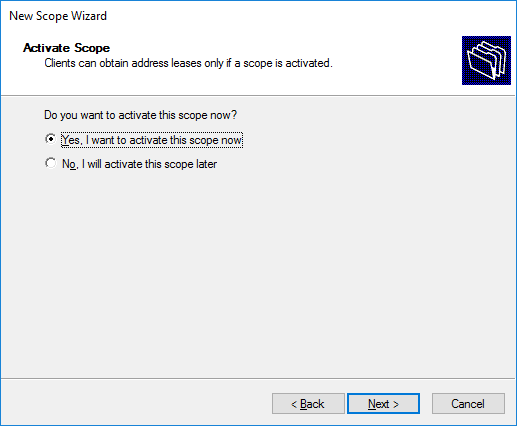 New Scope Wizard
Activate Scope
Clients can obtain address leases only if a scope is activated.
Do you want to activate this scope now?
Yes, I want to activate this scope now
No, I will activate this scope later
< Back
Next >
Cancel